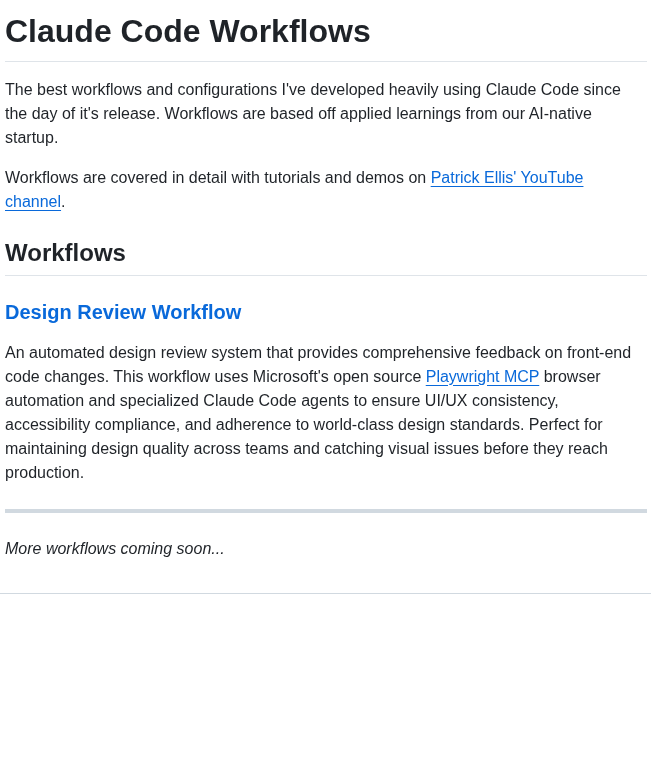 Claude Code Workflows
The best workflows and configurations I've developed heavily using Claude Code since
the day of it's release. Workflows are based off applied learnings from our AI-native
startup.
Workflows are covered in detail with tutorials and demos on Patrick Ellis' YouTube
channel.
Workflows
Design Review Workflow
An automated design review system that provides comprehensive feedback on front-end
code changes. This workflow uses Microsoft's open source Playwright MCP browser
automation and specialized Claude Code agents to ensure UI/UX consistency,
accessibility compliance, and adherence to world-class design standards. Perfect for
maintaining design quality across teams and catching visual issues before they reach
production.
More workflows coming soon...